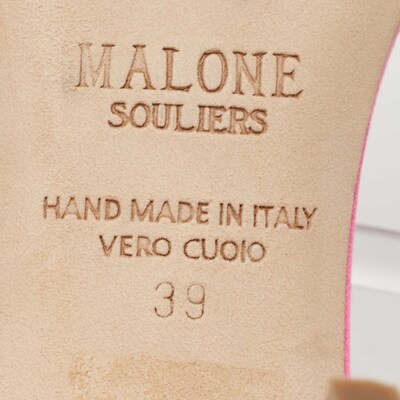 MALONE
SOULIERS
HAND MADE IN ITALY
VERO CUOIO
39